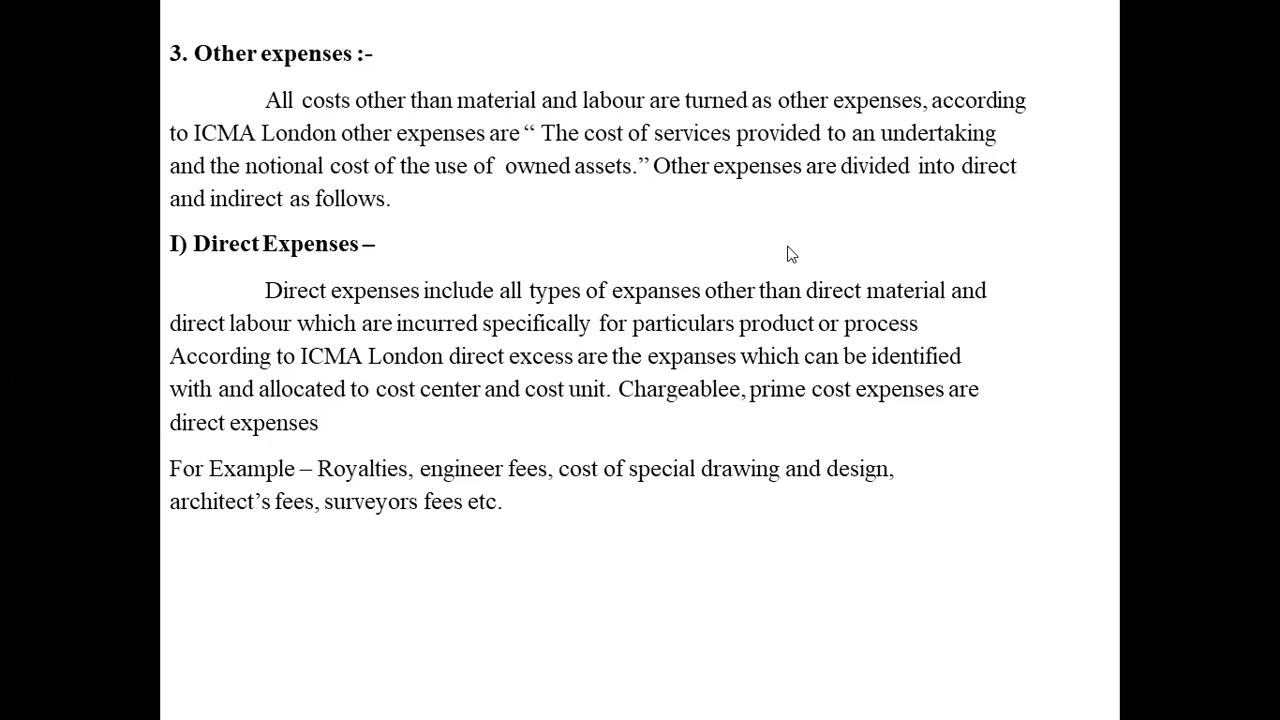 3. Other expenses :-
All costs other than material and labour are turned as other expenses, according
to ICMA London other expenses are “ The cost of services provided to an undertaking
and the notional cost of the use of owned assets.” Other expenses are divided into direct
and indirect as follows.
I) Direct Expenses –
Direct expenses include all types of expanses other than direct material and
direct labour which are incurred specifically for particulars product or process
According to ICMA London direct excess are the expanses which can be identified
with and allocated to cost center and cost unit. Chargeablee, prime cost expenses are
direct expenses
For Example – Royalties, engineer fees, cost of special drawing and design,
architect’s fees, surveyors fees etc.